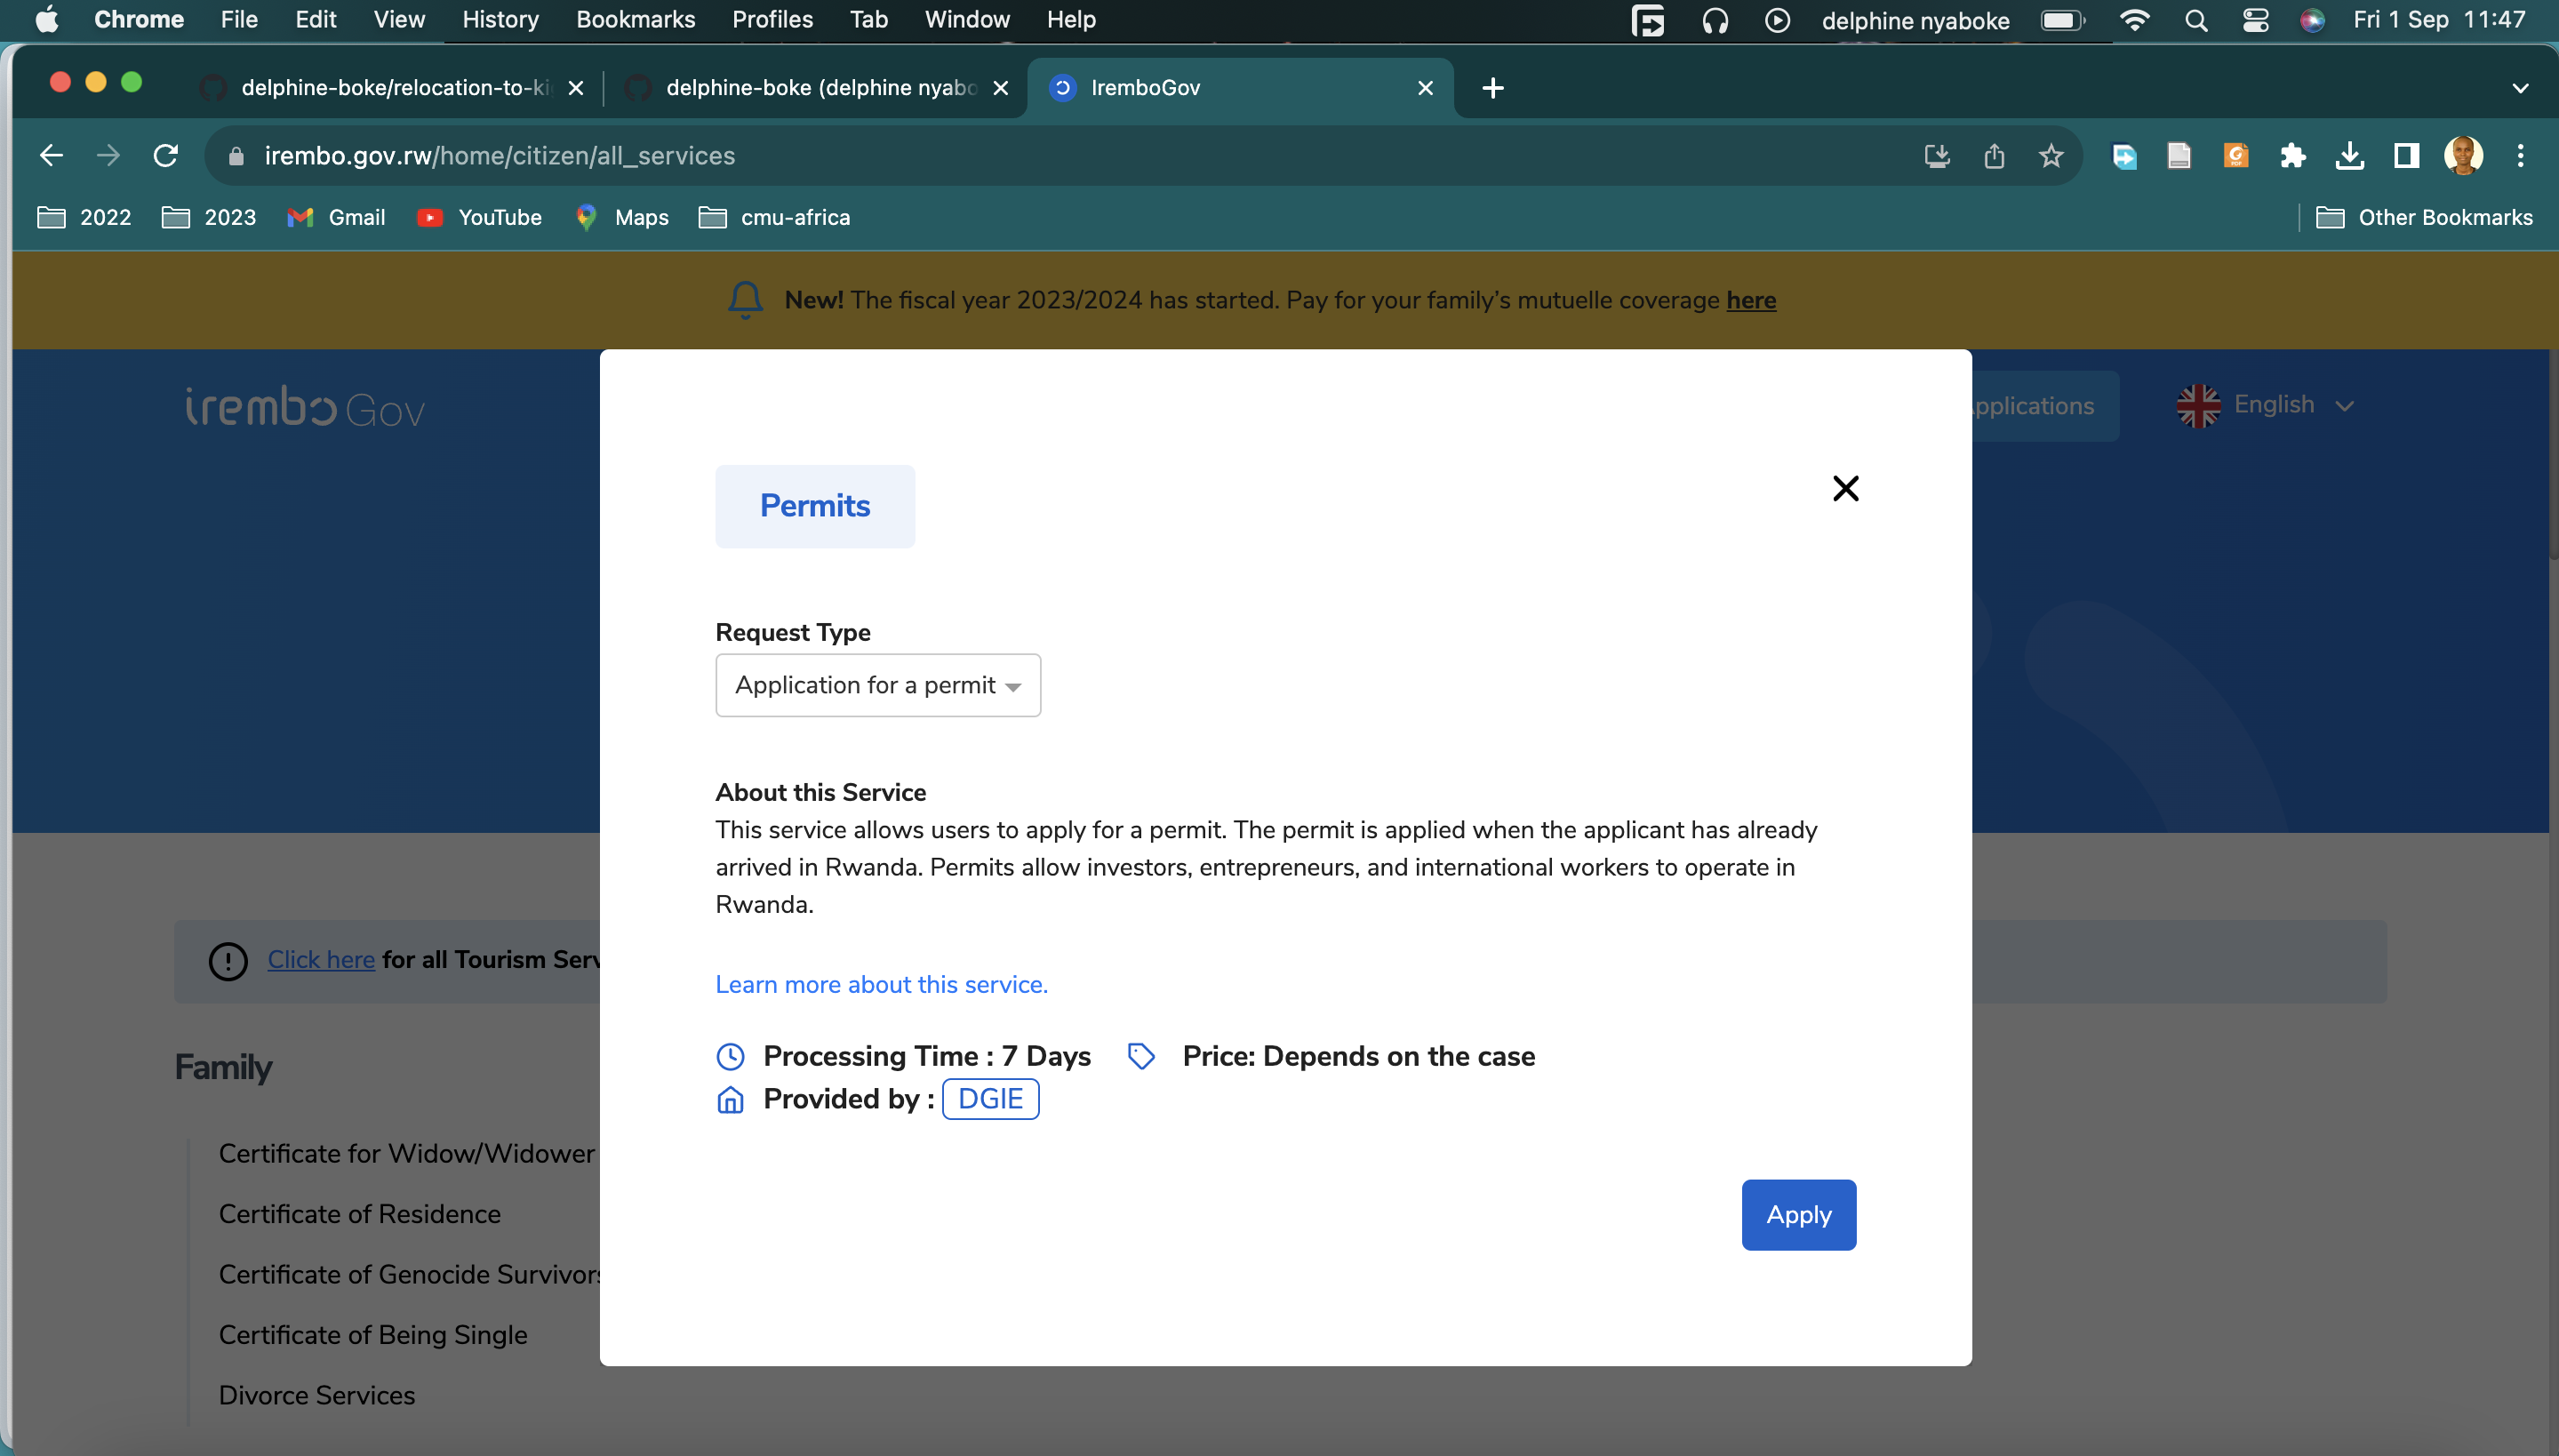 Chrome File Edit View History Bookmarks Profiles Tab Window Help delphine nyaboke Fri 1 Sep 11:47
delphine-boke/relocation-to-ki delphine-boke (delphine nyabo IremboGov
irembo.gov.rw/home/citizen/all_services
2022 2023 Gmail YouTube Maps cmu-africa Other Bookmarks
New! The fiscal year 2023/2024 has started. Pay for your family's mutuelle coverage here
irembo Gov
pplications
English
Permits
Request Type
Application for a permit
About this Service
This service allows users to apply for a permit. The permit is applied when the applicant has already
arrived in Rwanda. Permits allow investors, entrepreneurs, and international workers to operate in
Rwanda.
Click here for all Tourism Serv
Learn more about this service.
Processing Time : 7 Days Price: Depends on the case
Provided by : DGIE
Apply
Family
Certificate for Widow/Widower
Certificate of Residence
Certificate of Genocide Survivors
Certificate of Being Single
Divorce Services